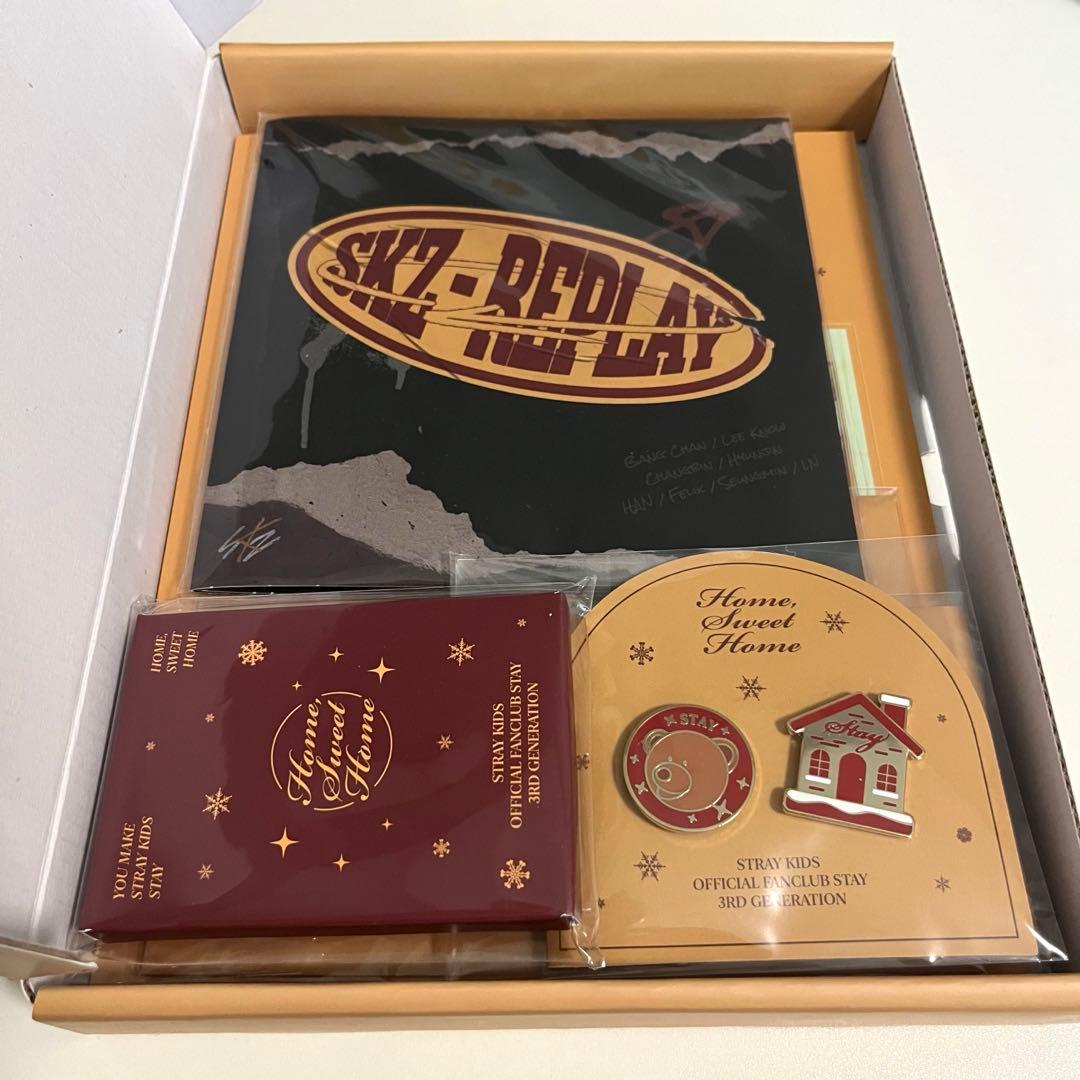 SKZ-REPLAY
BANG CHAN / LEE KNOW
CHANGBIN / HYUNJIN
HAN / FELIX / SEUNGMIN / I.N
SKZ
HOME,
SWEET
HOME
Home,
Sweet
Home
STRAY KIDS
OFFICIAL FANCLUB STAY
3RD GENERATION
YOU MAKE
STRAY KIDS
STAY
Home,
Sweet
Home
STAY
Stay
STRAY KIDS
OFFICIAL FANCLUB STAY
3RD GENERATION